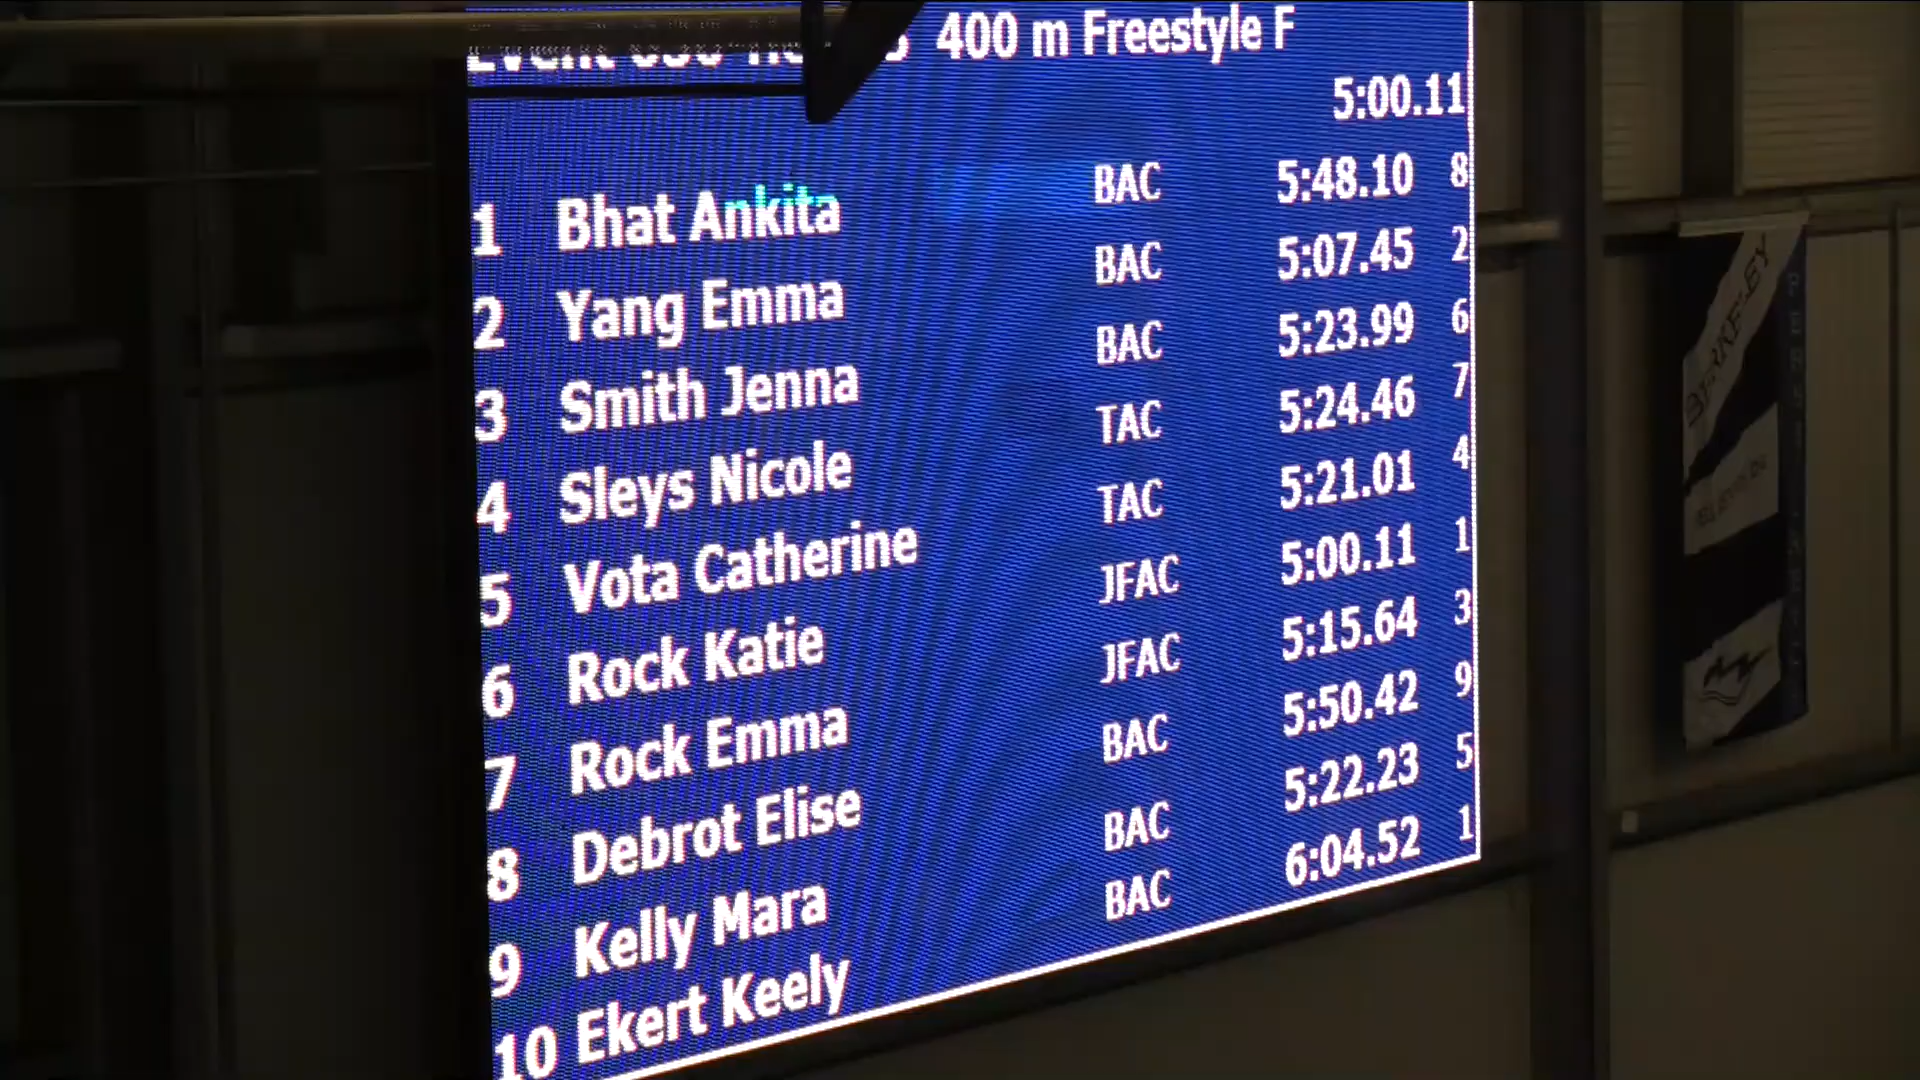 Event 400 m Freestyle F
5:00.11
1 Bhat Ankita BAC 5:48.10 8
2 Yang Emma BAC 5:07.45 2
3 Smith Jenna BAC 5:23.99 6
4 Sleys Nicole TAC 5:24.46 7
5 Vota Catherine TAC 5:21.01 4
6 Rock Katie JFAC 5:00.11 1
7 Rock Emma JFAC 5:15.64 3
8 Debrot Elise BAC 5:50.42 9
9 Kelly Mara BAC 5:22.23 5
10 Ekert Keely BAC 6:04.52 1
BERKELEY